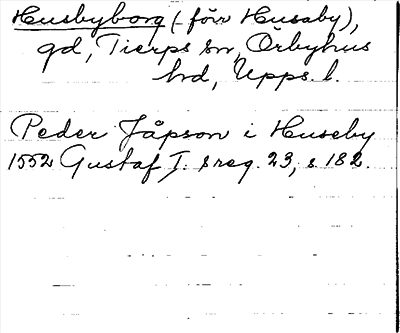 Husbyborg (förr Husaby),
gd, Tierps sn, Örbyhus
hd, Upps. l.
Peder Jåpson i Huseby
1552 Gustaf I. s reg. 23, s. 182.